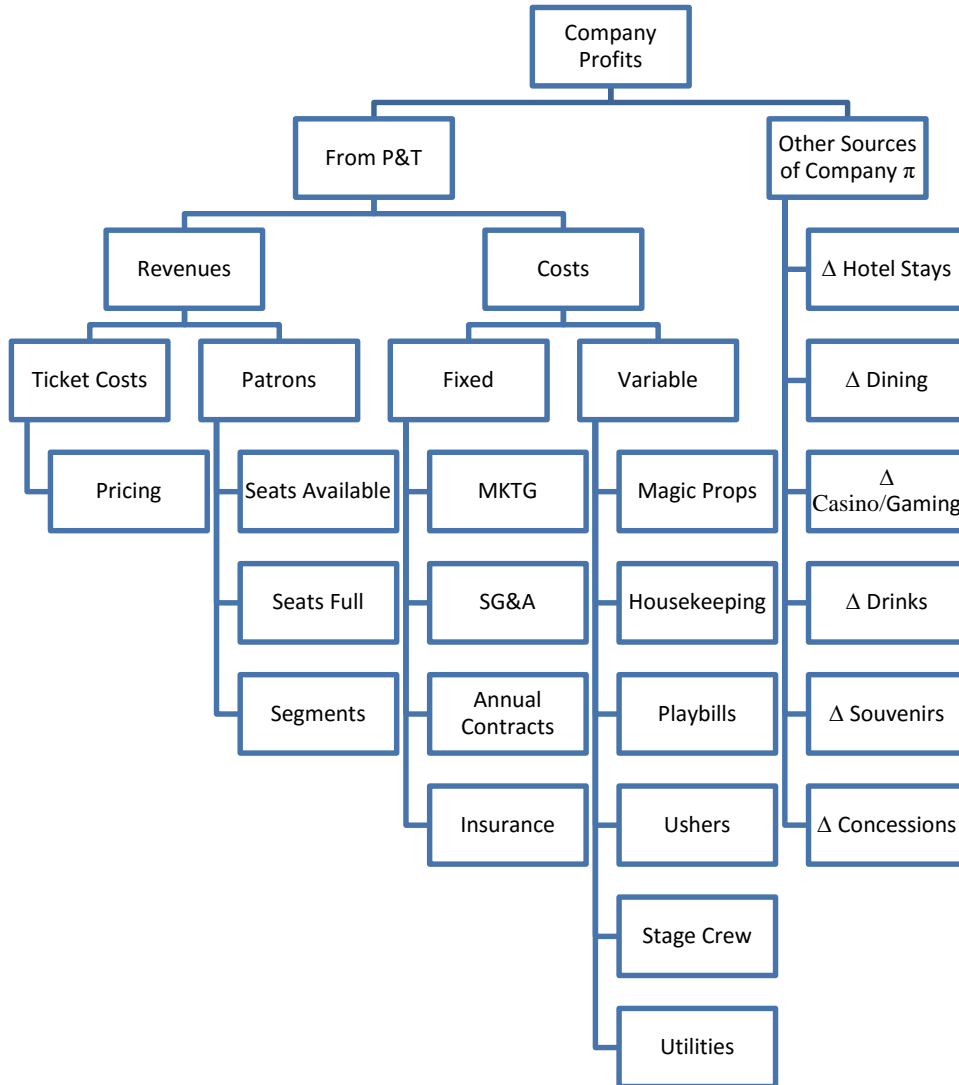 Company
Profits
From P&T
Other Sources
of Company π
Revenues
Costs
Δ Hotel Stays
Ticket Costs
Patrons
Fixed
Variable
Δ Dining
Pricing
Seats Available
MKTG
Magic Props
Δ
Casino/Gaming
Seats Full
SG&A
Housekeeping
Δ Drinks
Segments
Annual
Contracts
Playbills
Δ Souvenirs
Insurance
Ushers
Δ Concessions
Stage Crew
Utilities